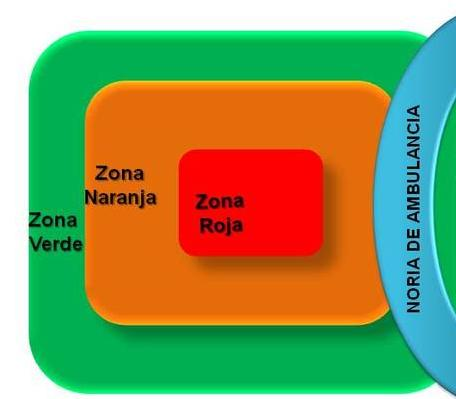 Zona
Verde
Zona
Naranja
Zona
Roja
NORIA DE AMBULANCIA